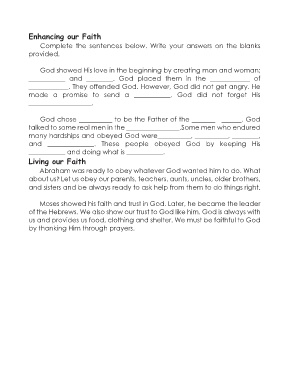 Enhancing our Faith
Complete the sentences below. Write your answers on the blanks
provided.
God showed His love in the beginning by creating man and woman:
__________ and ________. God placed them in the ___________ of
___________. They offended God. However, God did not get angry. He
made a promise to send a __________. God did not forget His
__________________.
God chose __________ to be the Father of the _______ ______. God
talked to some real men in the ________________.Some men who endured
many hardships and obeyed God were__________, __________, ________,
and ____________. These people obeyed God by keeping His
___________ and doing what is ___________.
Living our Faith
Abraham was ready to obey whatever God wanted him to do. What
about us? Let us obey our parents, teachers, aunts, uncles, older brothers,
and sisters and be always ready to ask help from them to do things right.
Moses showed his faith and trust in God. Later, he became the leader
of the Hebrews. We also show our trust to God like him. God is always with
us and provides us food, clothing and shelter. We must be faithful to God
by thanking Him through prayers.